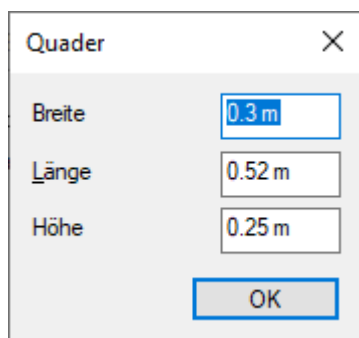 Quader
Breite 0.3 m
Länge 0.52 m
Höhe 0.25 m
OK